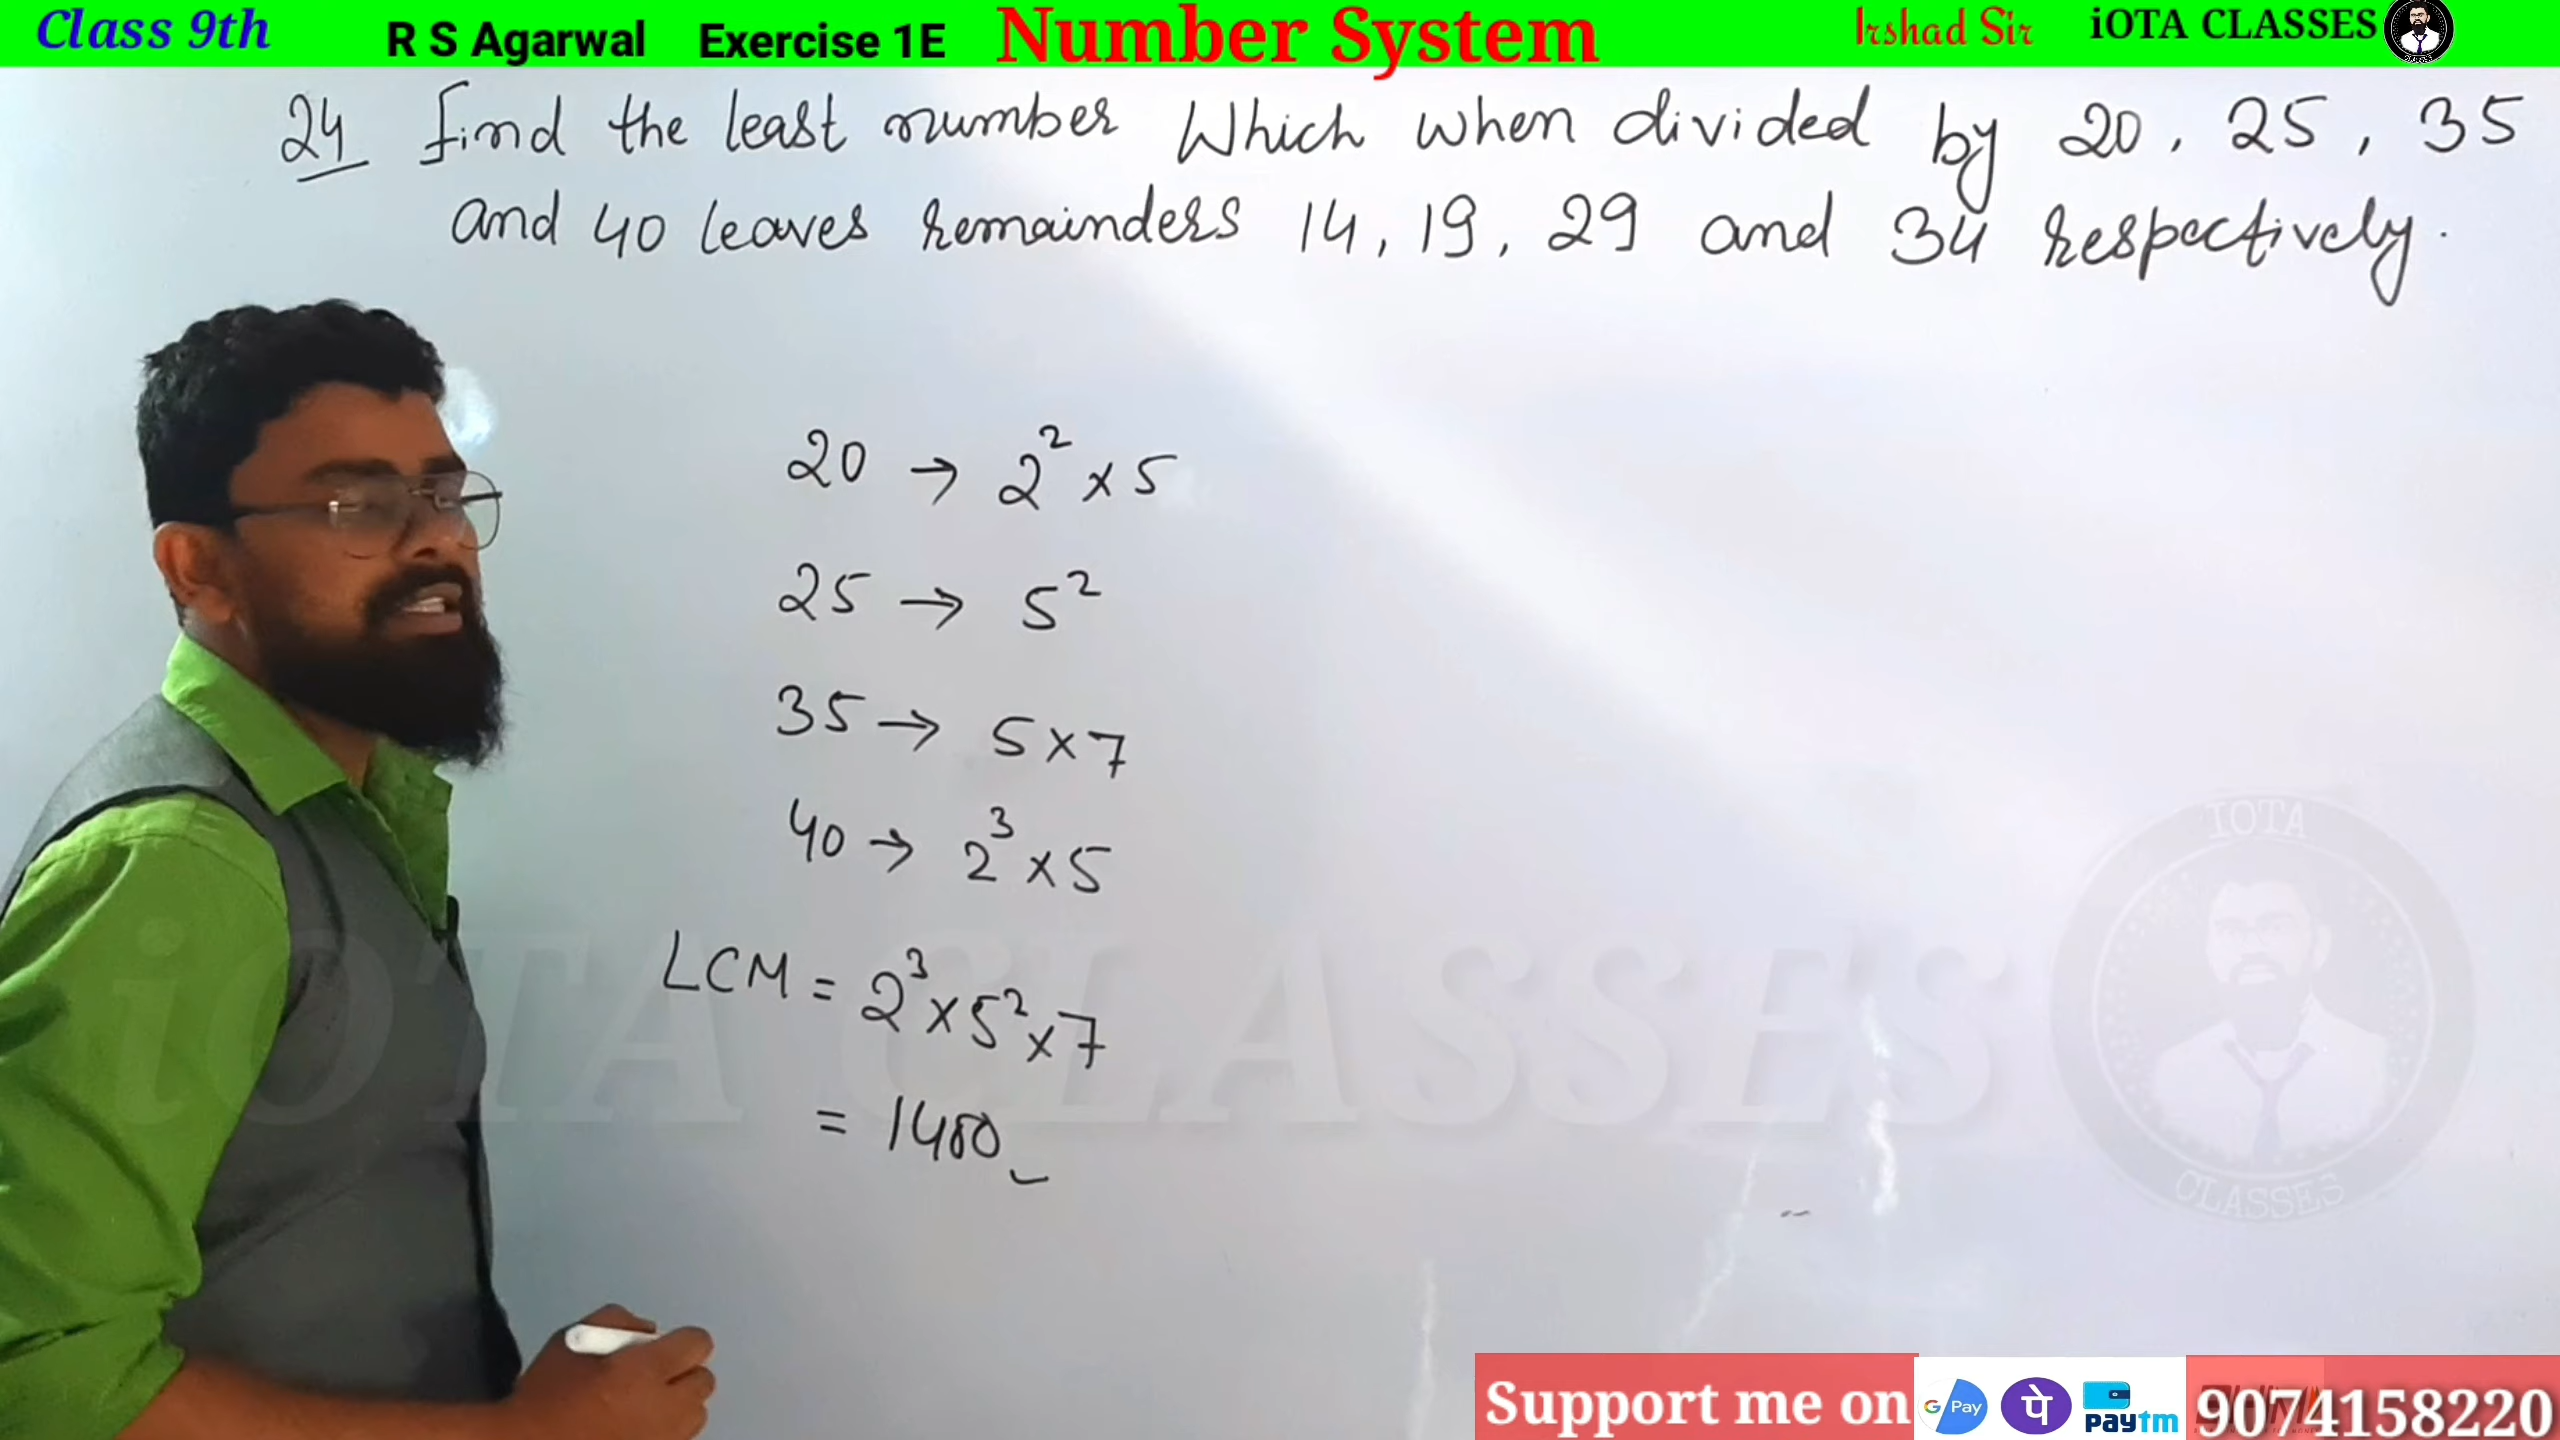 Class 9th R S Agarwal Exercise 1E Number System Irshad Sir iOTA CLASSES
24 Find the least number Which when divided by 20, 25, 35
and 40 leaves remainders 14, 19, 29 and 34 respectively.
20 → 2² × 5
25 → 5²
35 → 5 × 7
40 → 2³ × 5
LCM = 2³ × 5² × 7
= 1400
iOTA CLASSES
IOTA
CLASSES
Support me on G Pay पे paytm 9074158220